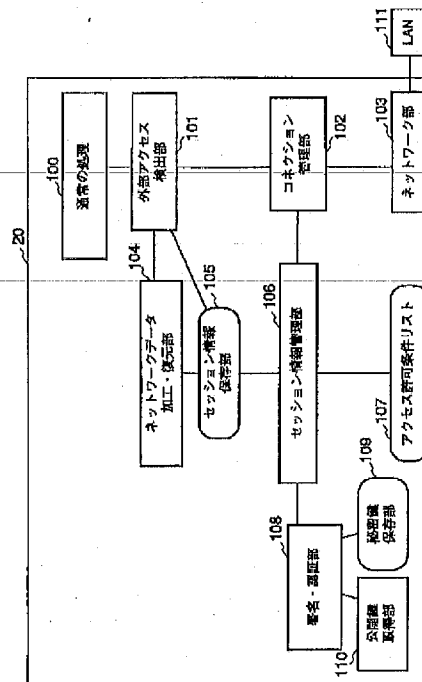 20
100
通常の処理
外部アクセス
検出部
101
104
ネットワークデータ
加工・復元部
105
セッション情報
保存部
コネクション
管理部
102
106
セッション情報管理部
103
ネットワーク部
111
LAN
107
アクセス許可条件リスト
108
署名・認証部
109
秘密鍵
保存部
110
公開鍵
取得部